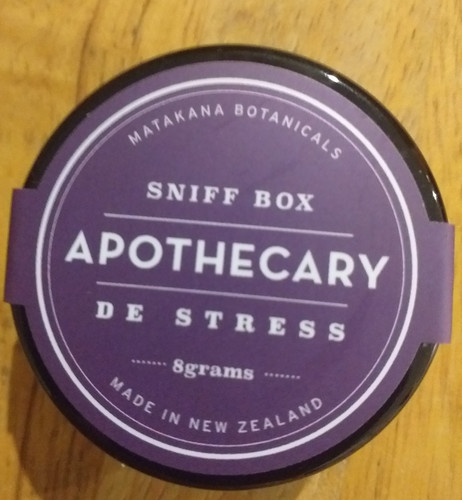 MATAKANA BOTANICALS
SNIFF BOX
APOTHECARY
DE STRESS
8grams
MADE IN NEW ZEALAND